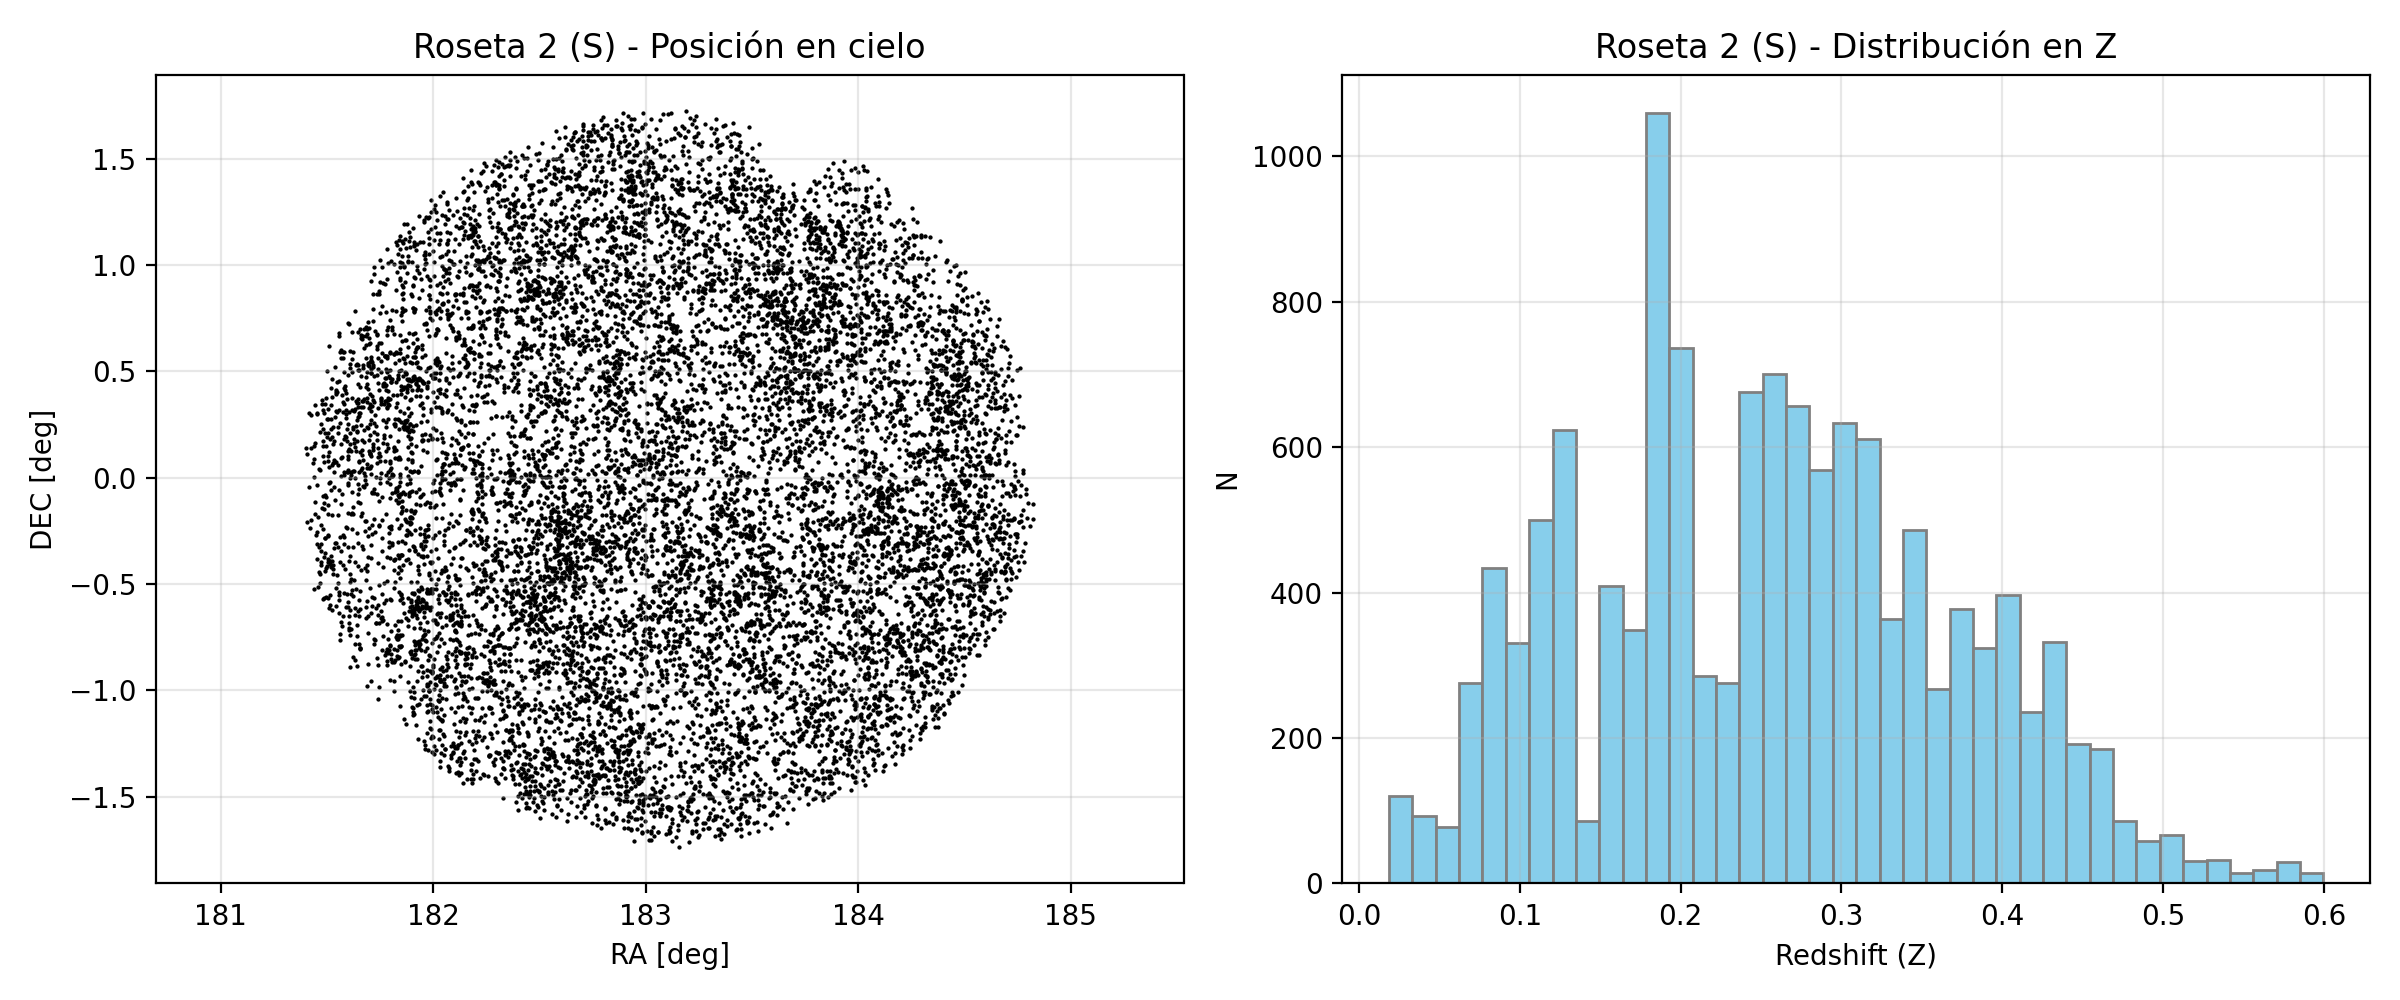 Roseta 2 (S) - Posición en cielo
DEC [deg]
1.5
1.0
0.5
0.0
−0.5
−1.0
−1.5
181 182 183 184 185
RA [deg]
Roseta 2 (S) - Distribución en Z
N
1000
800
600
400
200
0
0.0 0.1 0.2 0.3 0.4 0.5 0.6
Redshift (Z)